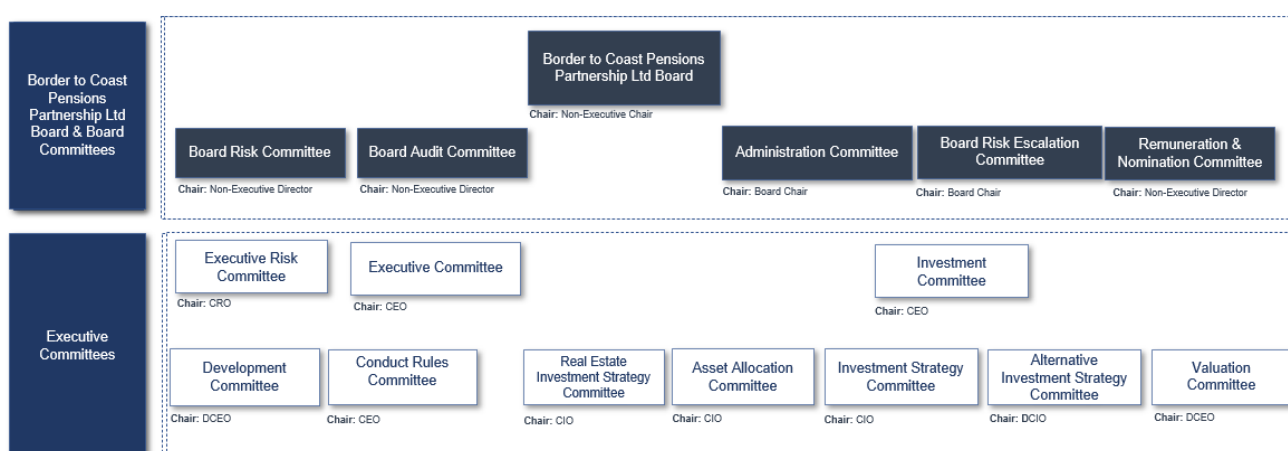 Border to Coast
Pensions
Partnership Ltd
Board & Board
Committees
Border to Coast Pensions
Partnership Ltd Board
Chair: Non-Executive Chair
Board Risk Committee
Chair: Non-Executive Director
Board Audit Committee
Chair: Non-Executive Director
Administration Committee
Chair: Board Chair
Board Risk Escalation
Committee
Chair: Board Chair
Remuneration &
Nomination Committee
Chair: Non-Executive Director
Executive
Committees
Executive Risk
Committee
Chair: CRO
Executive Committee
Chair: CEO
Investment
Committee
Chair: CEO
Development
Committee
Chair: DCEO
Conduct Rules
Committee
Chair: CEO
Real Estate
Investment Strategy
Committee
Chair: CIO
Asset Allocation
Committee
Chair: CIO
Investment Strategy
Committee
Chair: CIO
Alternative
Investment Strategy
Committee
Chair: DCIO
Valuation
Committee
Chair: DCEO